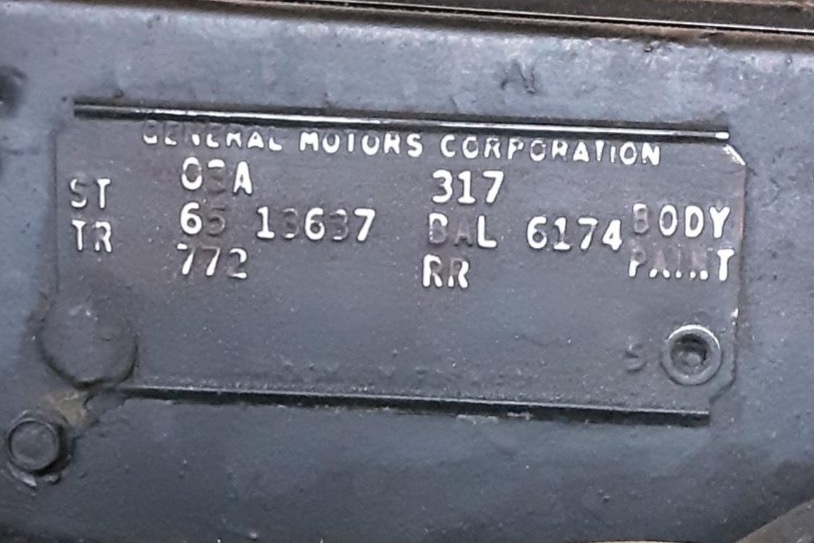 GENERAL MOTORS CORPORATION
03A 317
ST 65 13637 BAL 6174 BODY
TR 772 RR PAINT
S